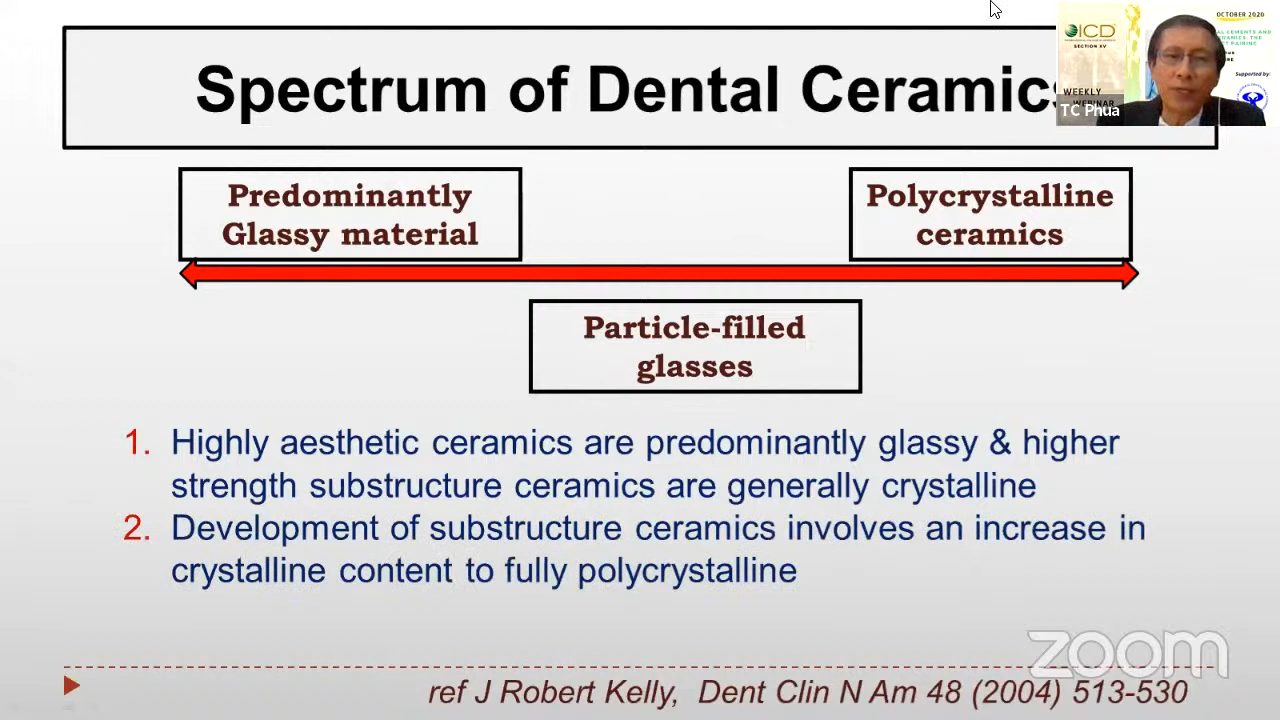 Spectrum of Dental Ceramics
OCTOBER 2020
ICD
SECTION XV
WEEKLY
WEBINAR
Supported by:
TC Phua
Predominantly
Glassy material
Polycrystalline
ceramics
Particle-filled
glasses
1. Highly aesthetic ceramics are predominantly glassy & higher
strength substructure ceramics are generally crystalline
2. Development of substructure ceramics involves an increase in
crystalline content to fully polycrystalline
zoom
ref J Robert Kelly, Dent Clin N Am 48 (2004) 513-530